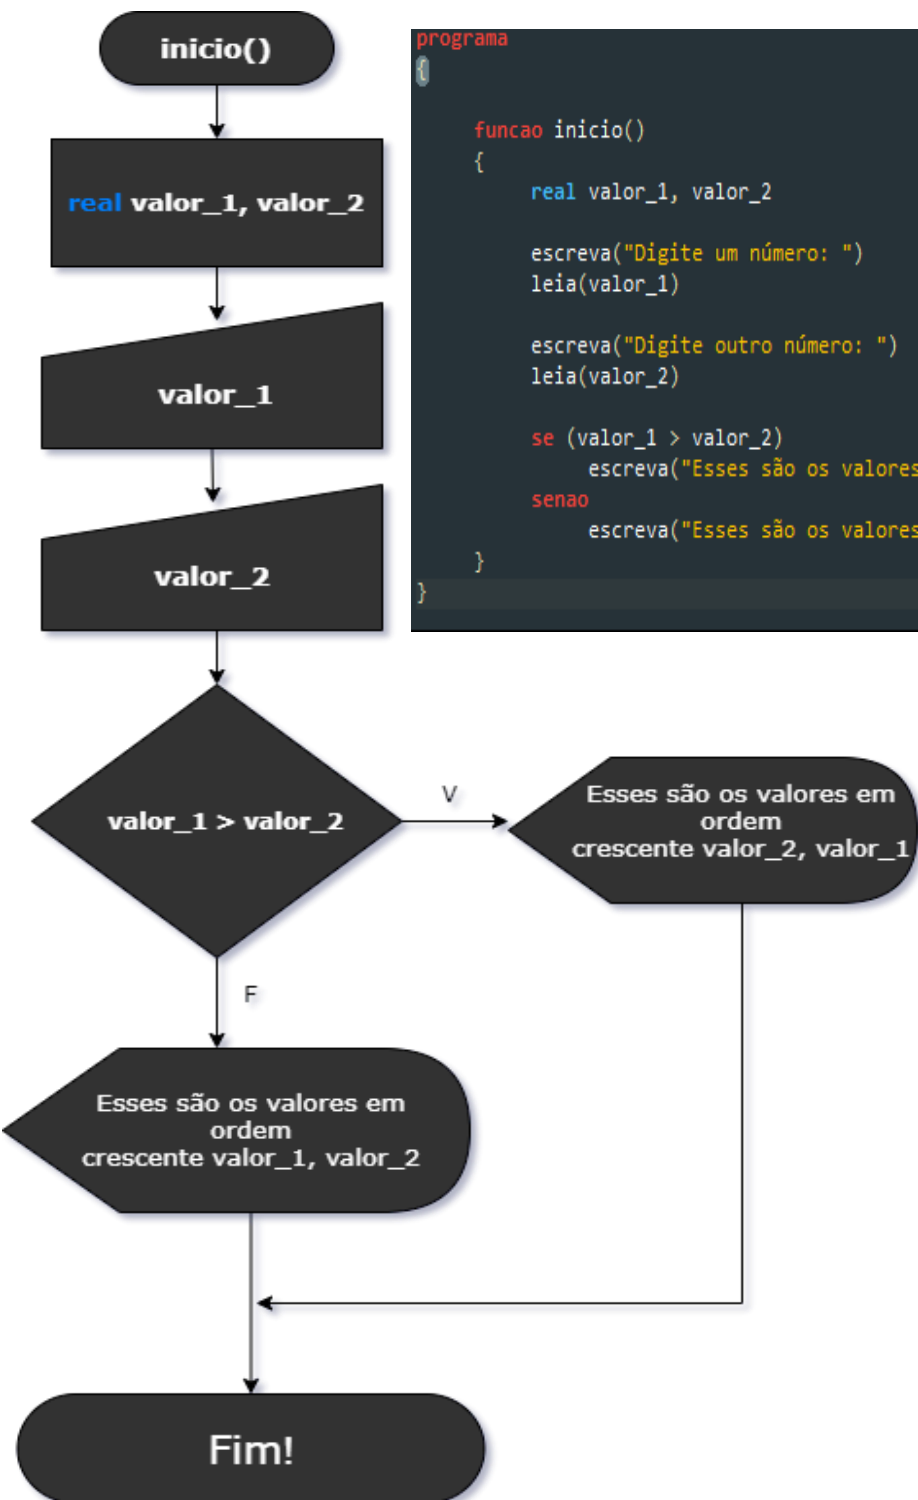 inicio()
real valor_1, valor_2
valor_1
valor_2
valor_1 > valor_2
V
Esses são os valores em
ordem
crescente valor_2, valor_1
F
Esses são os valores em
ordem
crescente valor_1, valor_2
Fim!
programa
{
funcao inicio()
{
real valor_1, valor_2
escreva("Digite um número: ")
leia(valor_1)
escreva("Digite outro número: ")
leia(valor_2)
se (valor_1 > valor_2)
escreva("Esses são os valores
senao
escreva("Esses são os valores
}
}